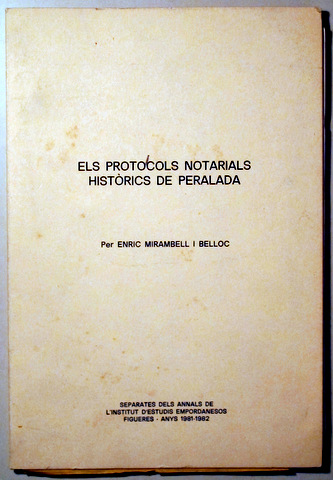 ELS PROTOCOLS NOTARIALS
HISTÒRICS DE PERALADA
Per ENRIC MIRAMBELL I BELLOC
SEPARATES DELS ANNALS DE
L'INSTITUT D'ESTUDIS EMPORDANESOS
FIGUERES - ANYS 1981-1982